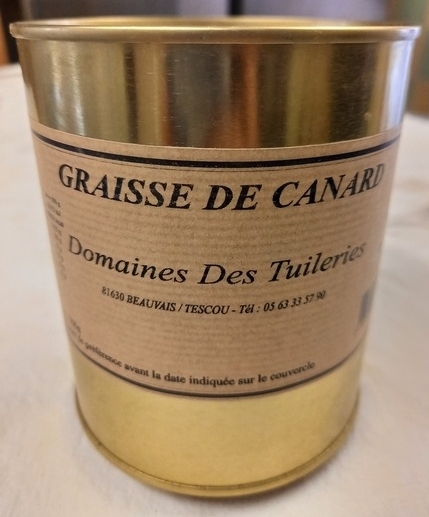 GRAISSE DE CANARD
Domaines Des Tuileries
81630 BEAUVAIS / TESCOU - Tél : 05 63 33 57 90
préférence avant la date indiquée sur le couvercle